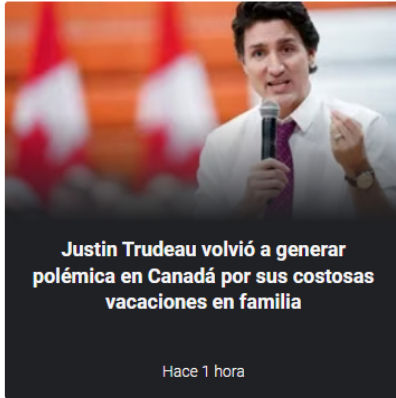 Justin Trudeau volvió a generar
polémica en Canadá por sus costosas
vacaciones en familia
Hace 1 hora